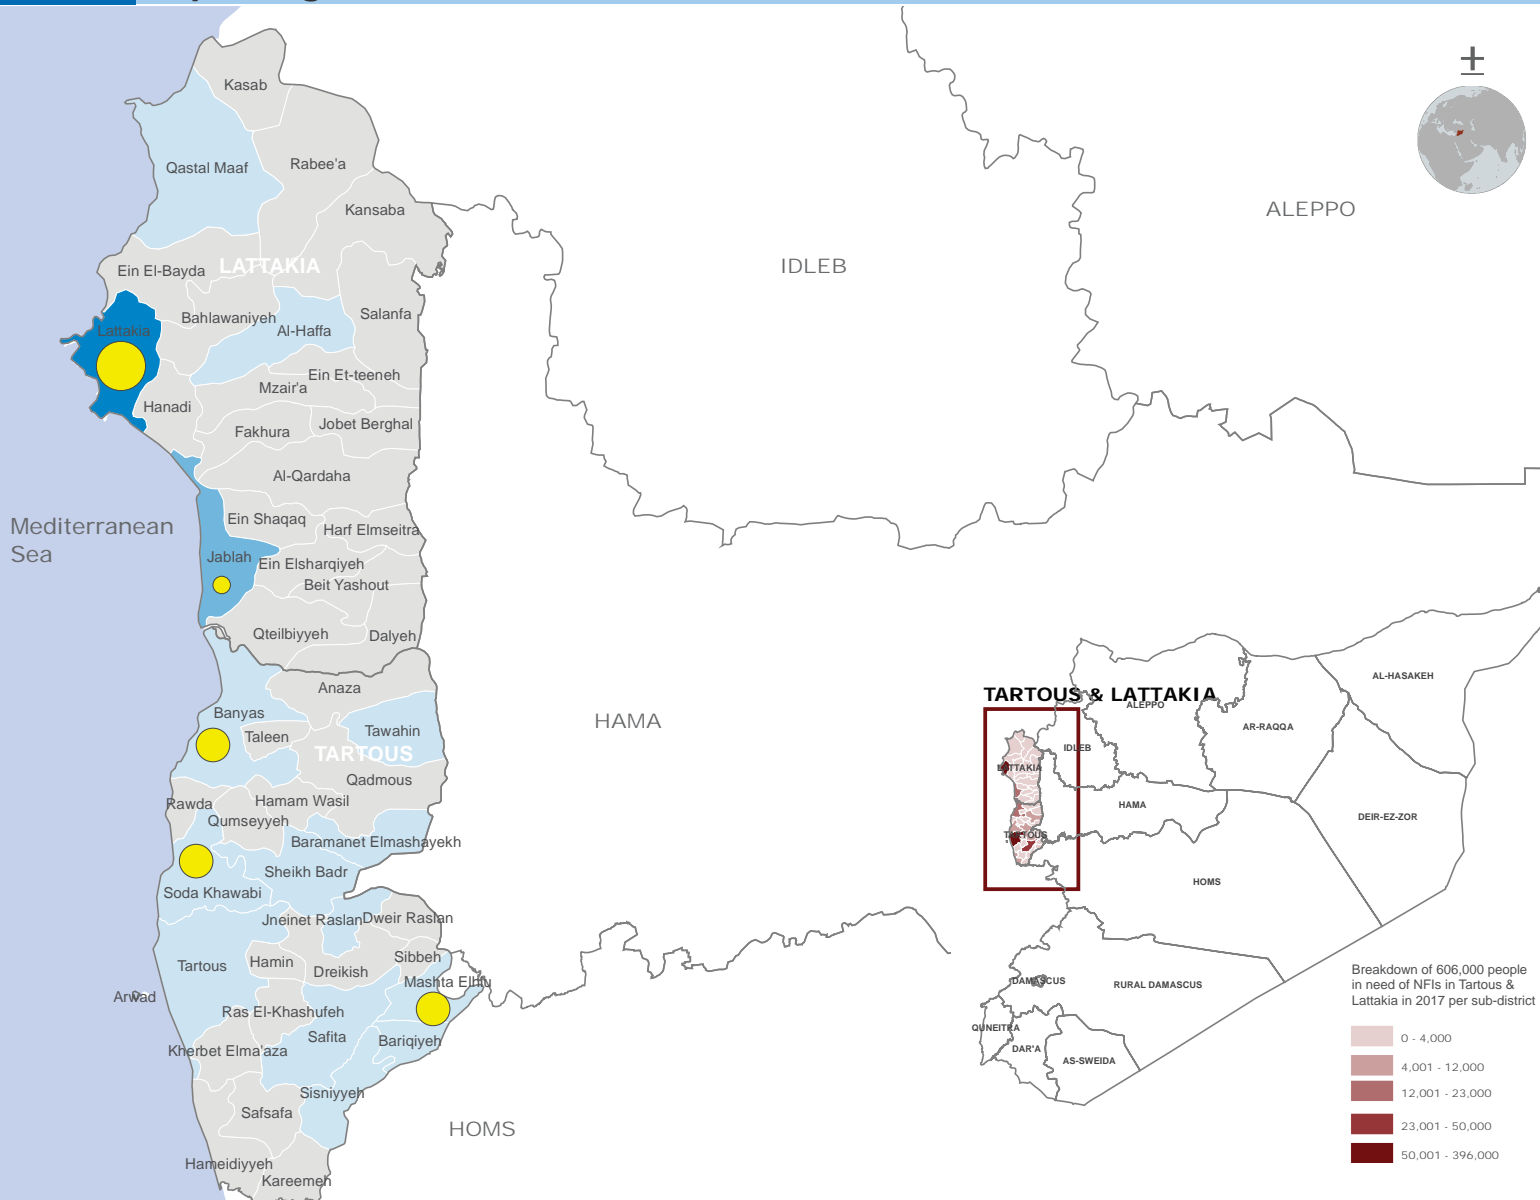 Kasab
Qastal Maaf
Rabee'a
Kansaba
ALEPPO
IDLEB
Ein El-Bayda
LATTAKIA
Bahlawaniyeh
Salanfa
Lattakia
Al-Haffa
Ein Et-teeneh
Mzair'a
Hanadi
Jobet Berghal
Fakhura
Al-Qardaha
Mediterranean
Sea
Ein Shaqaq
Harf Elmseitra
Jablah
Ein Elsharqiyeh
Beit Yashout
Qteilbiyyeh
Dalyeh
Anaza
Banyas
Tawahin
Taleen
TARTOUS
Qadmous
HAMA
Rawda
Hamam Wasil
Qumseyyeh
Baramanet Elmashayekh
Sheikh Badr
Soda Khawabi
Jneinet Raslan
Dweir Raslan
Tartous
Hamin
Sibbeh
Dreikish
Mashta Elhlu
Arwad
Ras El-Khashufeh
Safita
Bariqiyeh
Kherbet Elma'aza
Sisniyyeh
Safsafa
HOMS
Hameidiyyeh
Kareemeh
TARTOUS & LATTAKIA
ALEPPO
AL-HASAKEH
AR-RAQQA
IDLEB
LATTAKIA
HAMA
DEIR-EZ-ZOR
TARTOUS
HOMS
DAMASCUS
RURAL DAMASCUS
QUNEITRA
DAR'A
AS-SWEIDA
Breakdown of 606,000 people
in need of NFIs in Tartous &
Lattakia in 2017 per sub-district
0 - 4,000
4,001 - 12,000
12,001 - 23,000
23,001 - 50,000
50,001 - 396,000